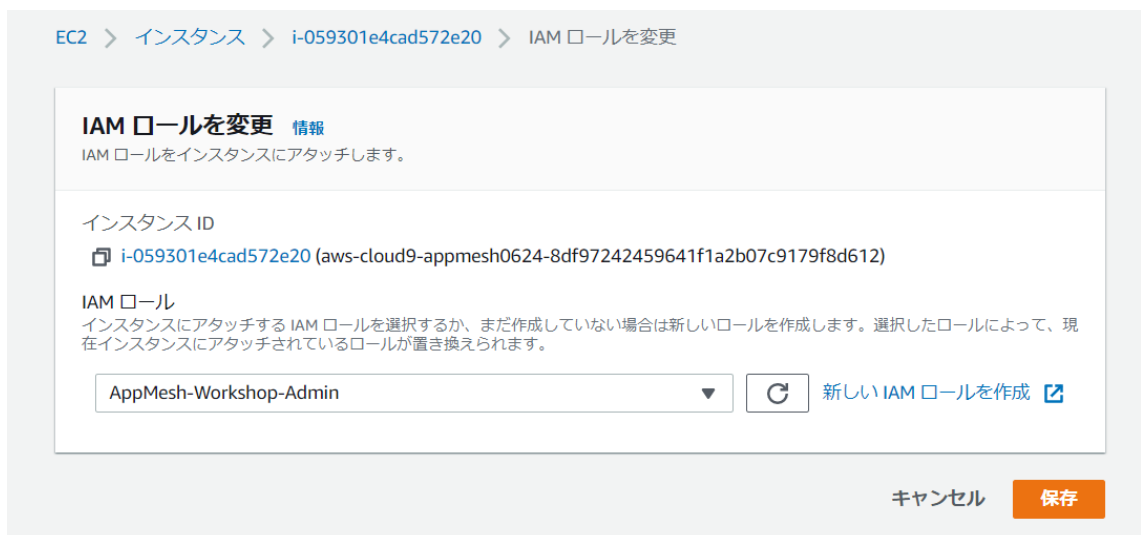 EC2 > インスタンス > i-059301e4cad572e20 > IAM ロールを変更
IAM ロールを変更 情報
IAM ロールをインスタンスにアタッチします。
インスタンス ID
i-059301e4cad572e20 (aws-cloud9-appmesh0624-8df97242459641f1a2b07c9179f8d612)
IAM ロール
インスタンスにアタッチする IAM ロールを選択するか、まだ作成していない場合は新しいロールを作成します。選択したロールによって、現
在インスタンスにアタッチされているロールが置き換えられます。
AppMesh-Workshop-Admin 新しい IAM ロールを作成
キャンセル 保存